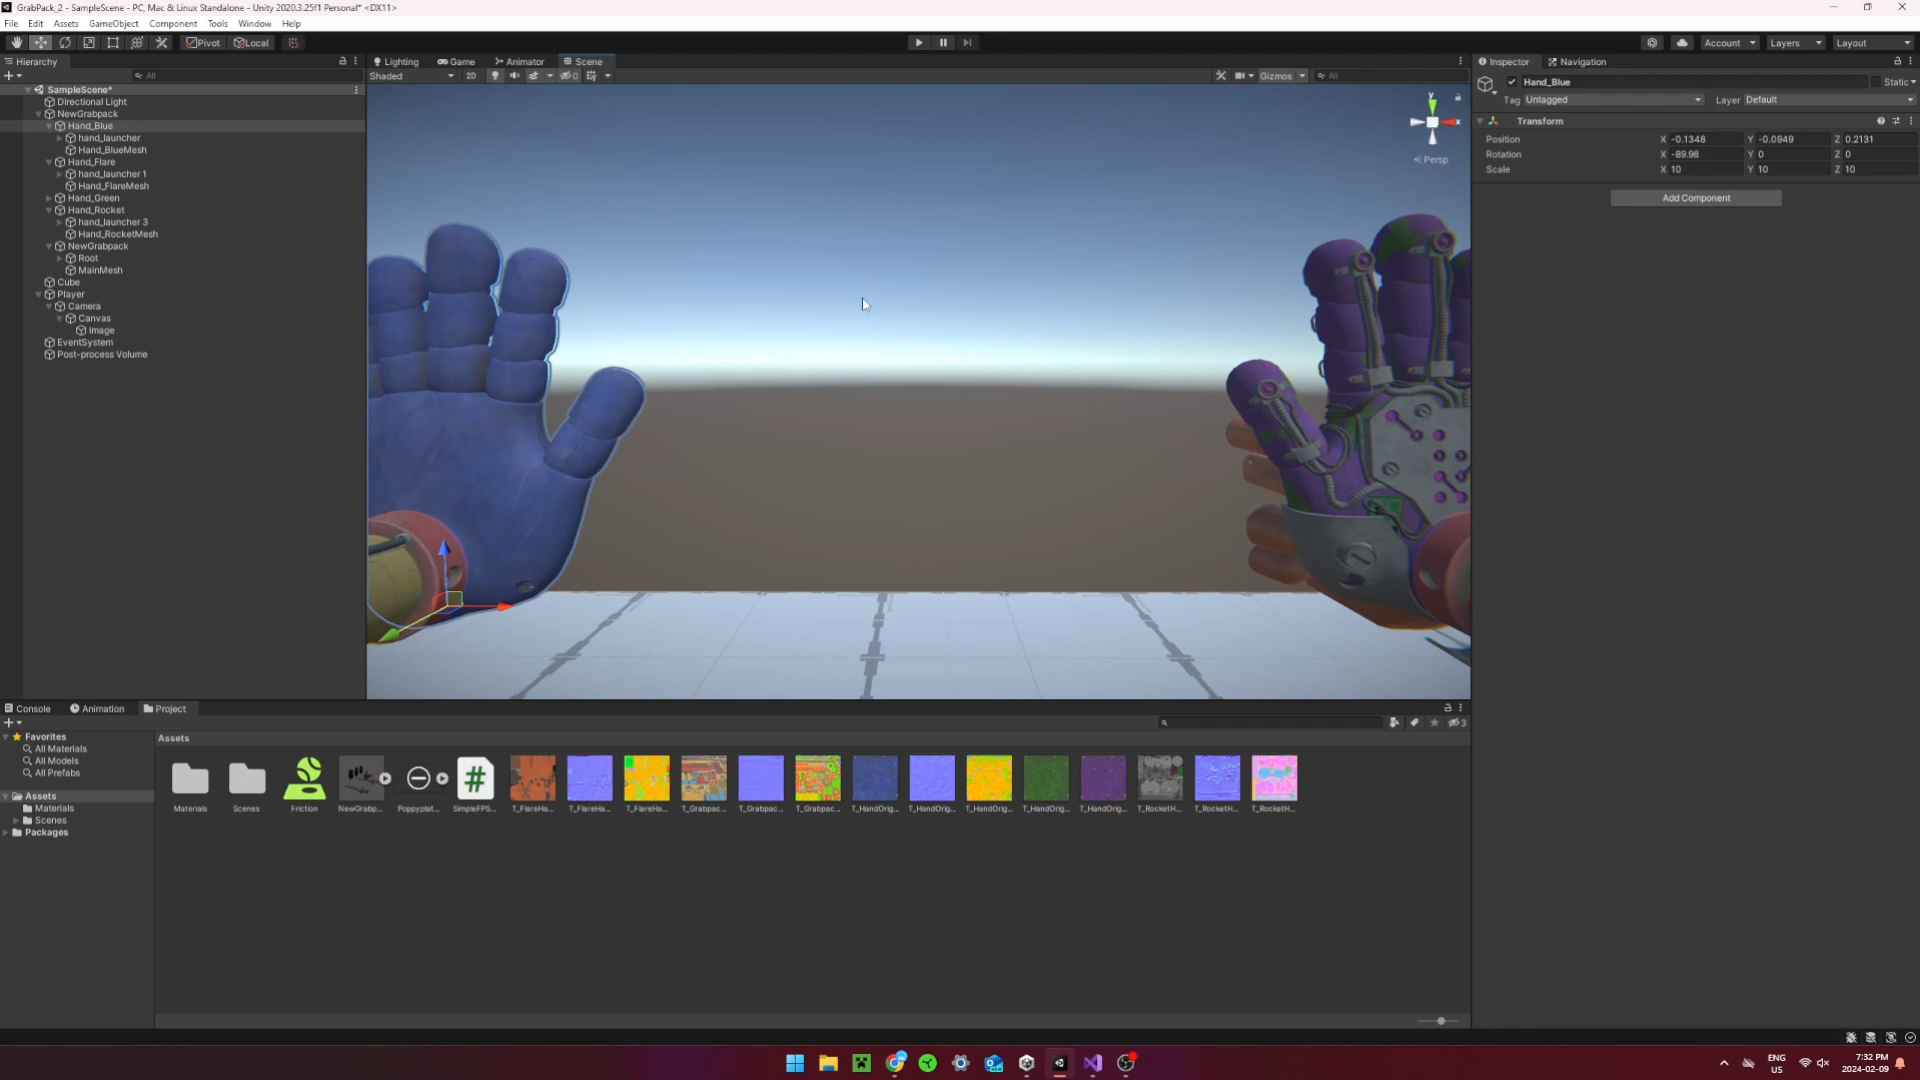 GrabPack_2 - SampleScene - PC, Mac & Linux Standalone - Unity 2020.3.25f1 Personal* <DX11>
File Edit Assets GameObject Component Tools Window Help
Pivot Local Account Layers Layout
Hierarchy
All
SampleScene*
Directional Light
NewGrabpack
Hand_Blue
hand_launcher
Hand_BlueMesh
Hand_Flare
hand_launcher 1
Hand_FlareMesh
Hand_Green
Hand_Rocket
hand_launcher 3
Hand_RocketMesh
NewGrabpack
Root
MainMesh
Cube
Player
Camera
Canvas
Image
EventSystem
Post-process Volume
Lighting Game Animator Scene
Shaded 2D 0 Gizmos All
y
x
Persp
Inspector Navigation
Hand_Blue Static
Tag Untagged Layer Default
Transform
Position X -0.1348 Y -0.0949 Z 0.2131
Rotation X -89.98 Y 0 Z 0
Scale X 10 Y 10 Z 10
Add Component
Console Animation Project
3
Favorites
All Materials
All Models
All Prefabs
Assets
Materials
Scenes
Packages
Assets
Materials Scenes Friction NewGrabp... Poppyplat... SimpleFPS... T_FlareHa... T_FlareHa... T_FlareHa... T_Grabpac... T_Grabpac... T_Grabpac... T_HandOrig... T_HandOrig... T_HandOrig... T_HandOrig... T_HandOrig... T_RocketH... T_RocketH... T_RocketH...
ENG
US
7:32 PM
2024-02-09